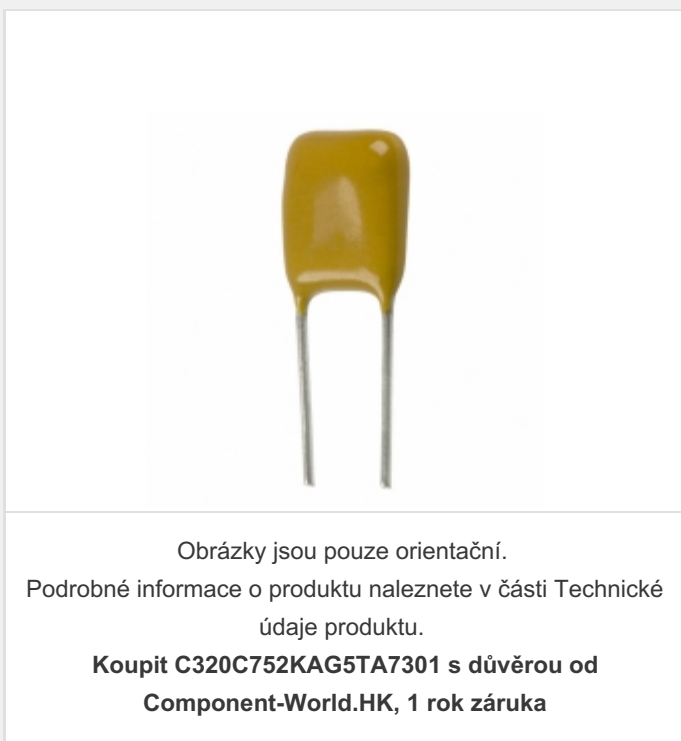 Obrázky jsou pouze orientační.
Podrobné informace o produktu naleznete v části Technické
údaje produktu.
Koupit C320C752KAG5TA7301 s důvěrou od
Component-World.HK, 1 rok záruka